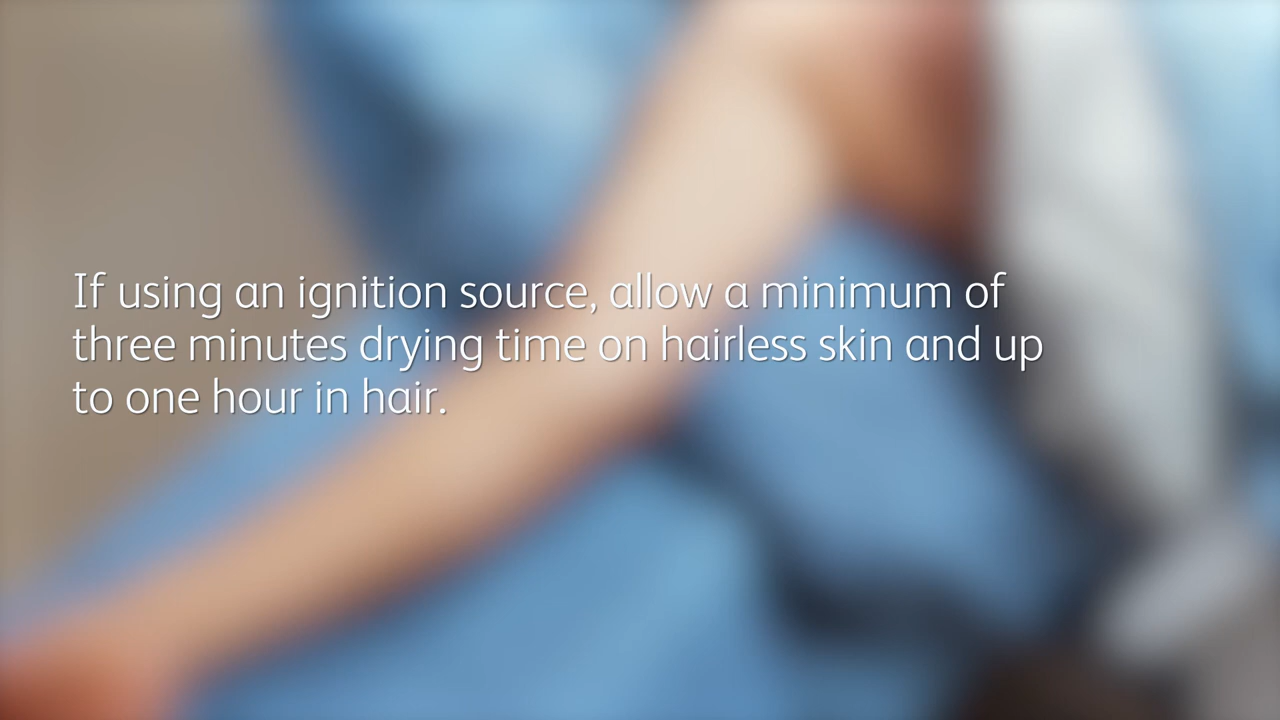 If using an ignition source, allow a minimum of
three minutes drying time on hairless skin and up
to one hour in hair.